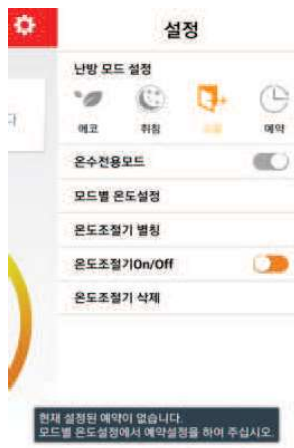 설정
난방 모드 설정
에코 취침 예약
온수전용모드
모드별 온도설정
온도조절기 별칭
온도조절기On/Off
온도조절기 삭제
현재 설정된 예약이 없습니다.
모드별 온도설정에서 예약설정을 하여 주십시오.